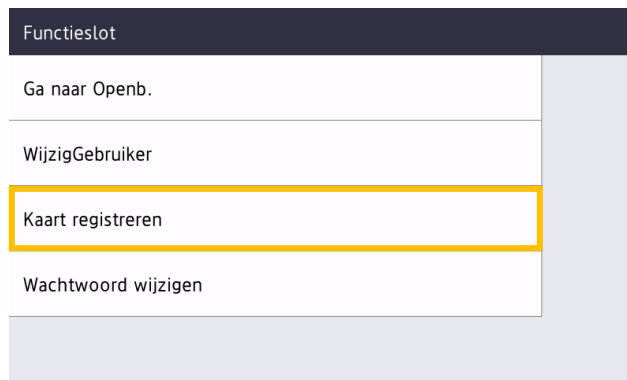 Functieslot
Ga naar Openb.
WijzigGebruiker
Kaart registreren
Wachtwoord wijzigen